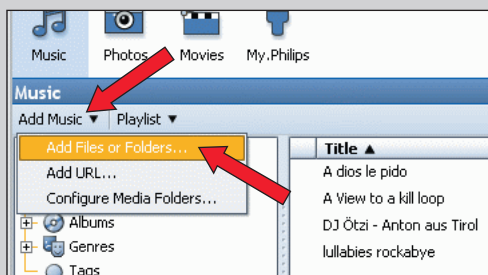 Music Photos Movies My.Philips
Music
Add Music ▼ Playlist ▼
Add Files or Folders...
Add URL...
Configure Media Folders...
Albums
Genres
Tags
Title ▲
A dios le pido
A View to a kill loop
DJ Ötzi - Anton aus Tirol
lullabies rockabye